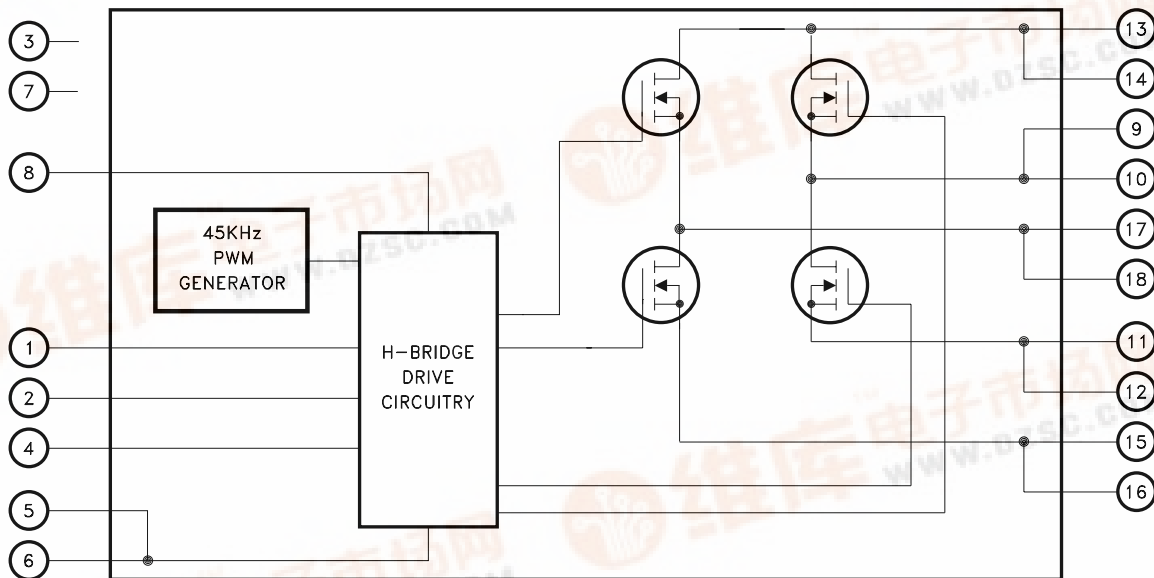 3
7
8
1
2
4
5
6
45KHz
PWM
GENERATOR
H-BRIDGE
DRIVE
CIRCUITRY
13
14
9
10
17
18
11
12
15
16
维库电子市场网
WWW.DZSC.COM